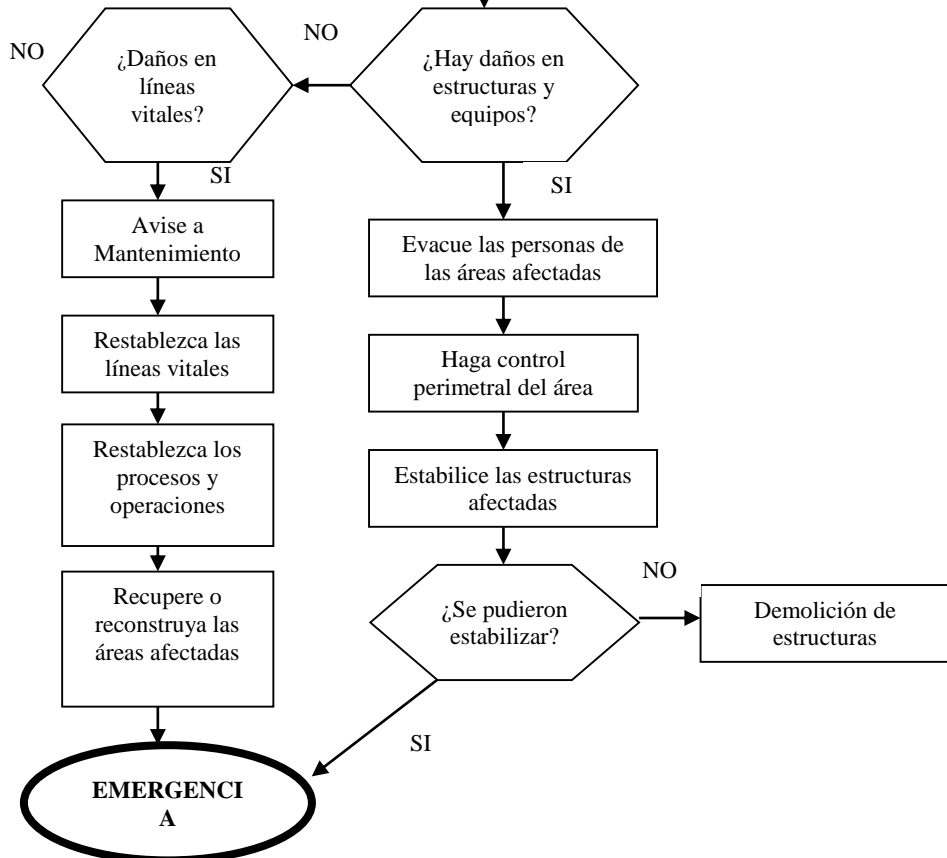 NO
¿Daños en
líneas
vitales?
NO
¿Hay daños en
estructuras y
equipos?
SI
SI
Avise a
Mantenimiento
Evacue las personas de
las áreas afectadas
Restablezca las
líneas vitales
Haga control
perimetral del área
Restablezca los
procesos y
operaciones
Estabilice las estructuras
afectadas
Recupere o
reconstruya las
áreas afectadas
¿Se pudieron
estabilizar?
NO
Demolición de
estructuras
SI
EMERGENCI
A